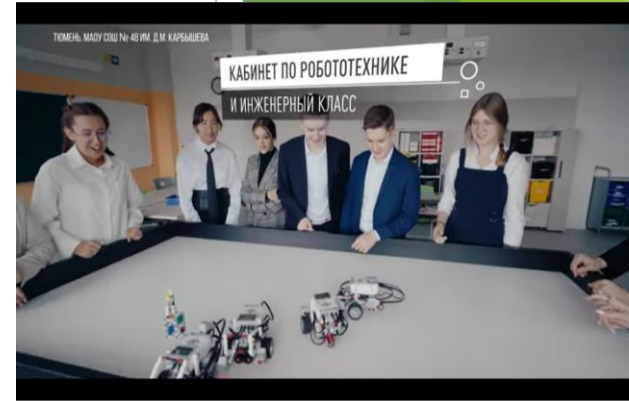 ТЮМЕНЬ. МАОУ СОШ № 48 ИМ. Д.М. КАРБЫШЕВА
КАБИНЕТ ПО РОБОТОТЕХНИКЕ
И ИНЖЕНЕРНЫЙ КЛАСС